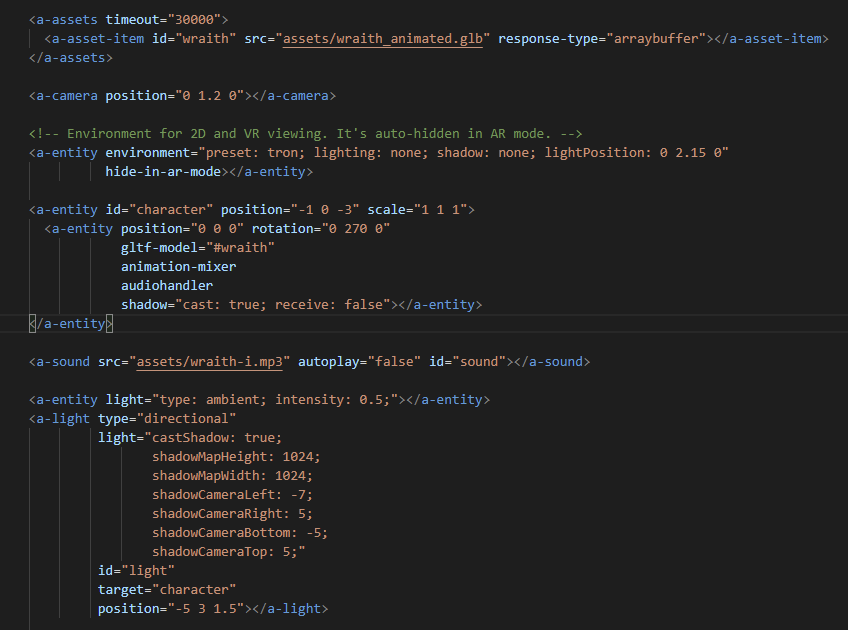 <a-assets timeout="30000">
<a-asset-item id="wraith" src="assets/wraith_animated.glb" response-type="arraybuffer"></a-asset-item>
</a-assets>
<a-camera position="0 1.2 0"></a-camera>
<!-- Environment for 2D and VR viewing. It's auto-hidden in AR mode. -->
<a-entity environment="preset: tron; lighting: none; shadow: none; lightPosition: 0 2.15 0"
hide-in-ar-mode></a-entity>
<a-entity id="character" position="-1 0 -3" scale="1 1 1">
<a-entity position="0 0 0" rotation="0 270 0"
gltf-model="#wraith"
animation-mixer
audiohandler
shadow="cast: true; receive: false"></a-entity>
</a-entity>
<a-sound src="assets/wraith-i.mp3" autoplay="false" id="sound"></a-sound>
<a-entity light="type: ambient; intensity: 0.5;"></a-entity>
<a-light type="directional"
light="castShadow: true;
shadowMapHeight: 1024;
shadowMapWidth: 1024;
shadowCameraLeft: -7;
shadowCameraRight: 5;
shadowCameraBottom: -5;
shadowCameraTop: 5;"
id="light"
target="character"
position="-5 3 1.5"></a-light>